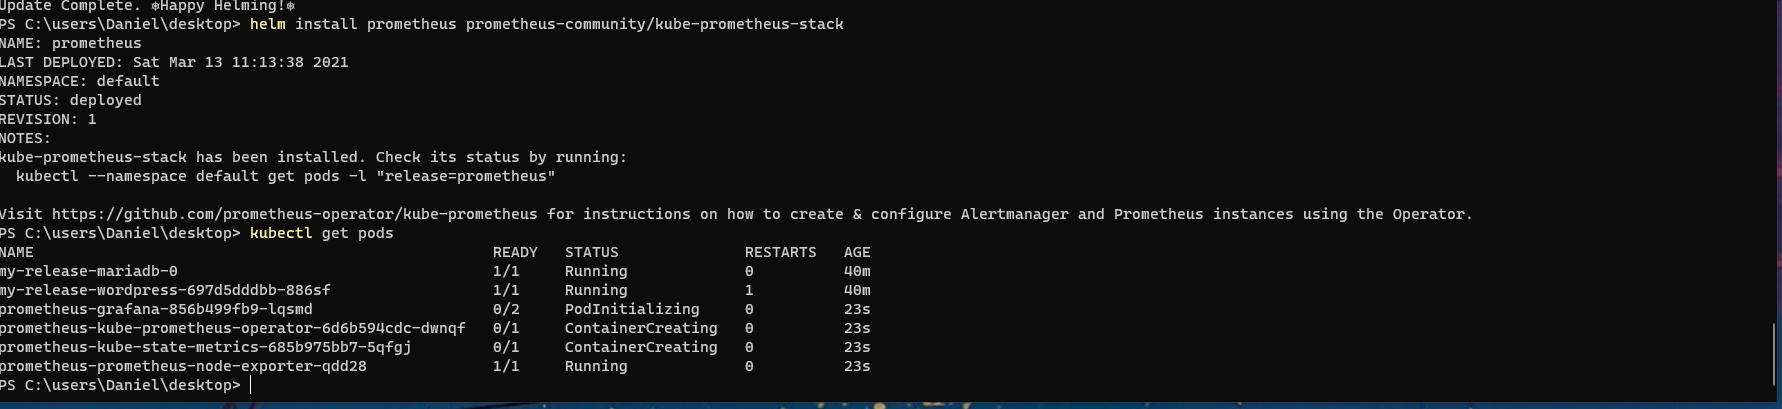 Update Complete. ⎈Happy Helming!⎈
PS C:\users\Daniel\desktop> helm install prometheus prometheus-community/kube-prometheus-stack
NAME: prometheus
LAST DEPLOYED: Sat Mar 13 11:13:38 2021
NAMESPACE: default
STATUS: deployed
REVISION: 1
NOTES:
kube-prometheus-stack has been installed. Check its status by running:
  kubectl --namespace default get pods -l "release=prometheus"

Visit https://github.com/prometheus-operator/kube-prometheus for instructions on how to create & configure Alertmanager and Prometheus instances using the Operator.
PS C:\users\Daniel\desktop> kubectl get pods
NAME                                                   READY   STATUS              RESTARTS   AGE
my-release-mariadb-0                                   1/1     Running             0          40m
my-release-wordpress-697d5dddbb-886sf                  1/1     Running             1          40m
prometheus-grafana-856b499fb9-lqsmd                    0/2     PodInitializing     0          23s
prometheus-kube-prometheus-operator-6d6b594cdc-dwnqf   0/1     ContainerCreating   0          23s
prometheus-kube-state-metrics-685b975bb7-5qfgj         0/1     ContainerCreating   0          23s
prometheus-prometheus-node-exporter-qdd28              1/1     Running             0          23s
PS C:\users\Daniel\desktop>